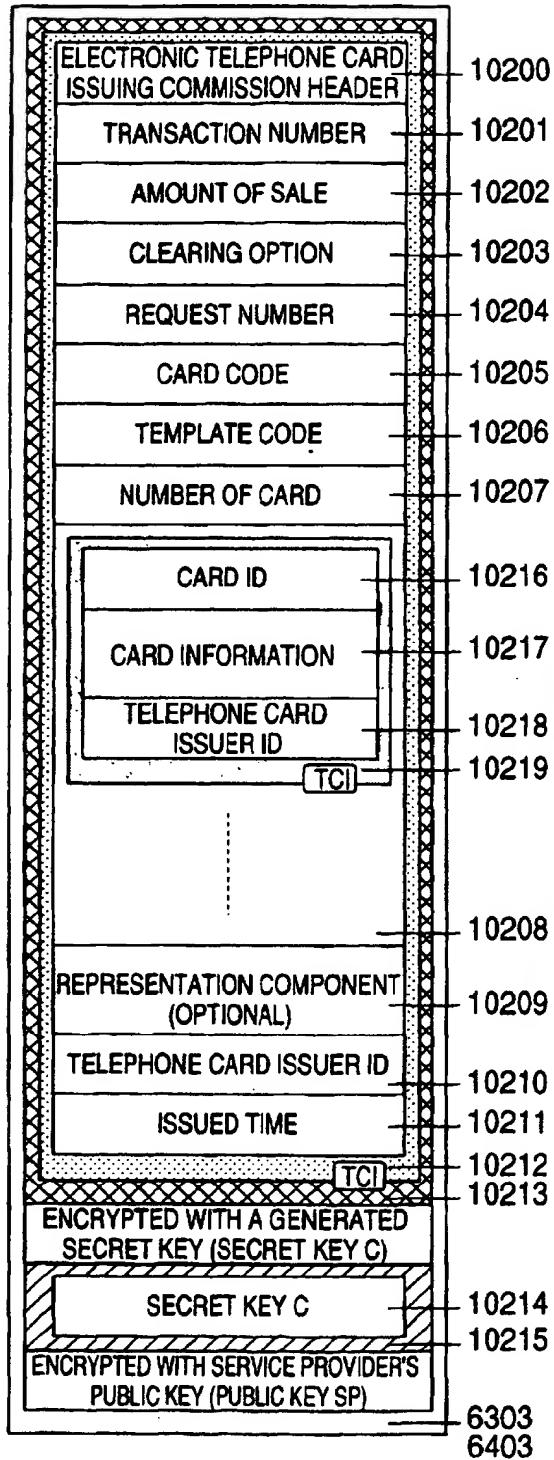 ELECTRONIC TELEPHONE CARD
ISSUING COMMISSION HEADER
10200
TRANSACTION NUMBER
10201
AMOUNT OF SALE
10202
CLEARING OPTION
10203
REQUEST NUMBER
10204
CARD CODE
10205
TEMPLATE CODE
10206
NUMBER OF CARD
10207
CARD ID
10216
CARD INFORMATION
10217
TELEPHONE CARD
ISSUER ID
10218
TCI
10219
10208
REPRESENTATION COMPONENT
(OPTIONAL)
10209
TELEPHONE CARD ISSUER ID
10210
ISSUED TIME
10211
TCI
10212
10213
ENCRYPTED WITH A GENERATED
SECRET KEY (SECRET KEY C)
SECRET KEY C
10214
10215
ENCRYPTED WITH SERVICE PROVIDER'S
PUBLIC KEY (PUBLIC KEY SP)
6303
6403